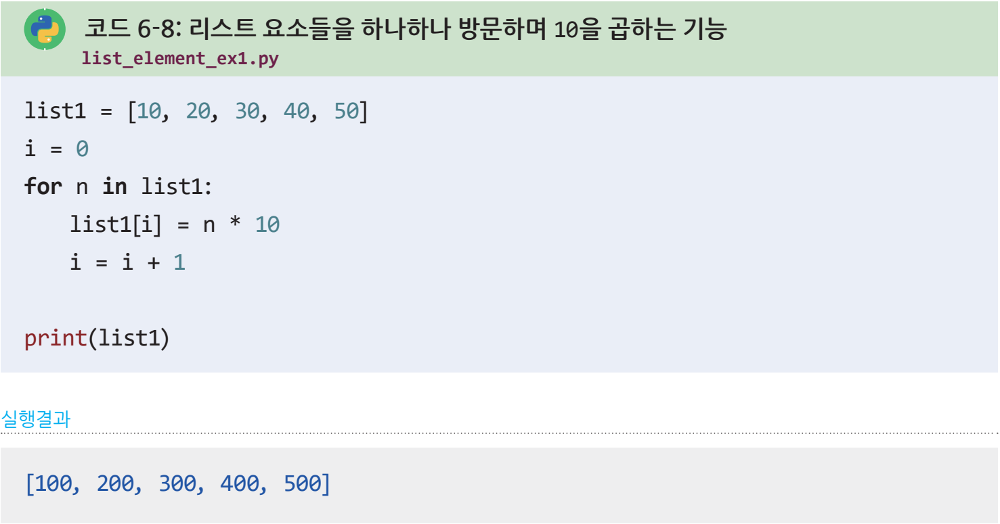 코드 6-8: 리스트 요소들을 하나하나 방문하며 10을 곱하는 기능
list_element_ex1.py
list1 = [10, 20, 30, 40, 50]
i = 0
for n in list1:
    list1[i] = n * 10
    i = i + 1
print(list1)
실행결과
[100, 200, 300, 400, 500]